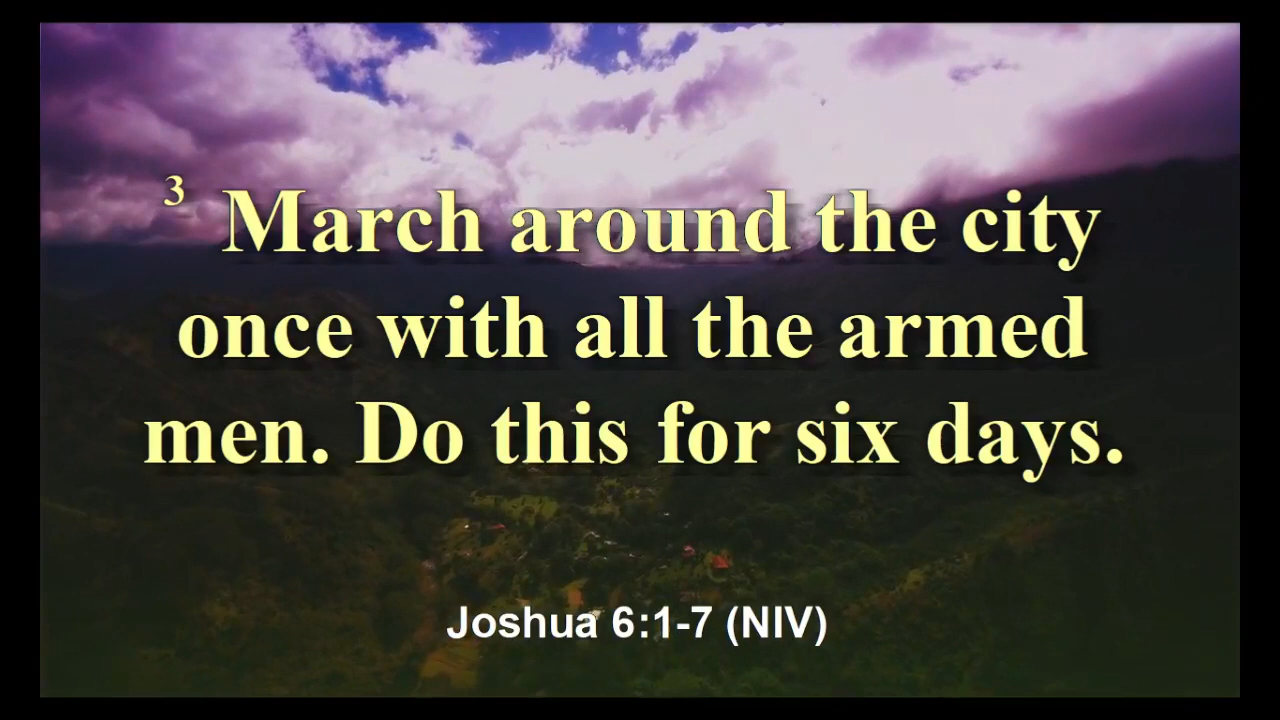 3 March around the city
once with all the armed
men. Do this for six days.
Joshua 6:1-7 (NIV)